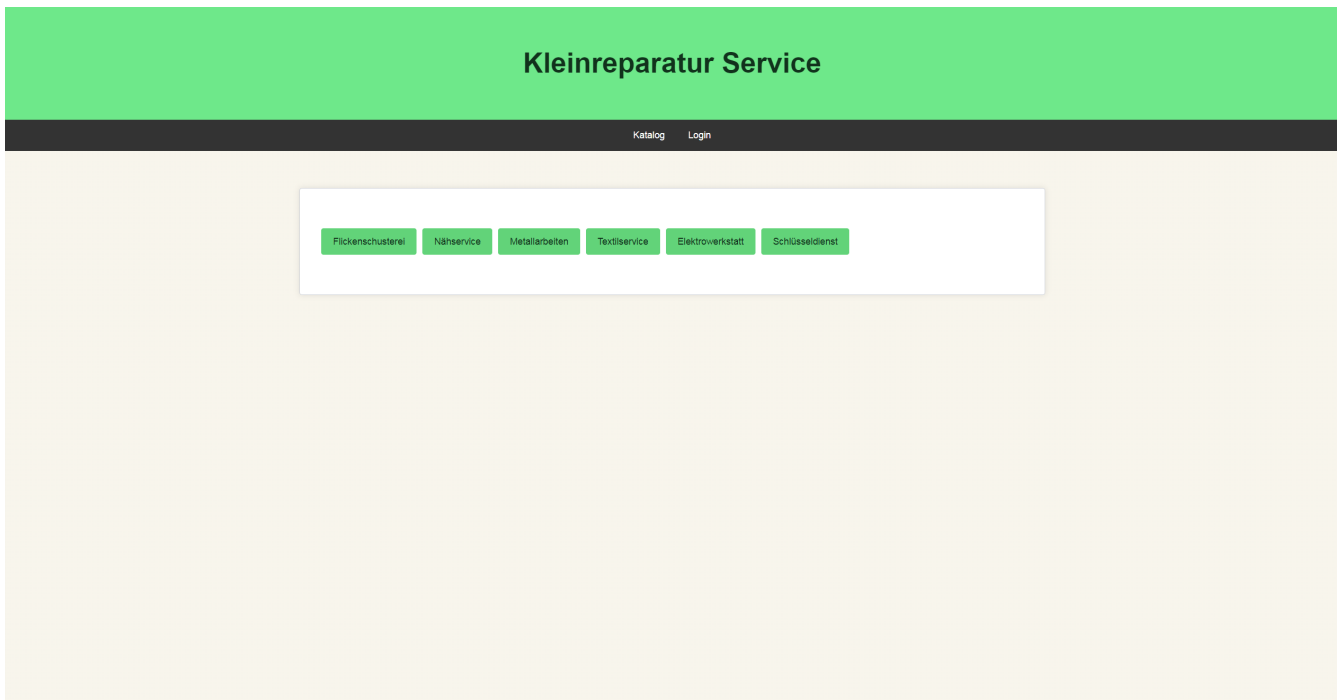 Kleinreparatur Service
Katalog Login
Flickenschusterei Nähservice Metallarbeiten Textilservice Elektrowerkstatt Schlüsseldienst